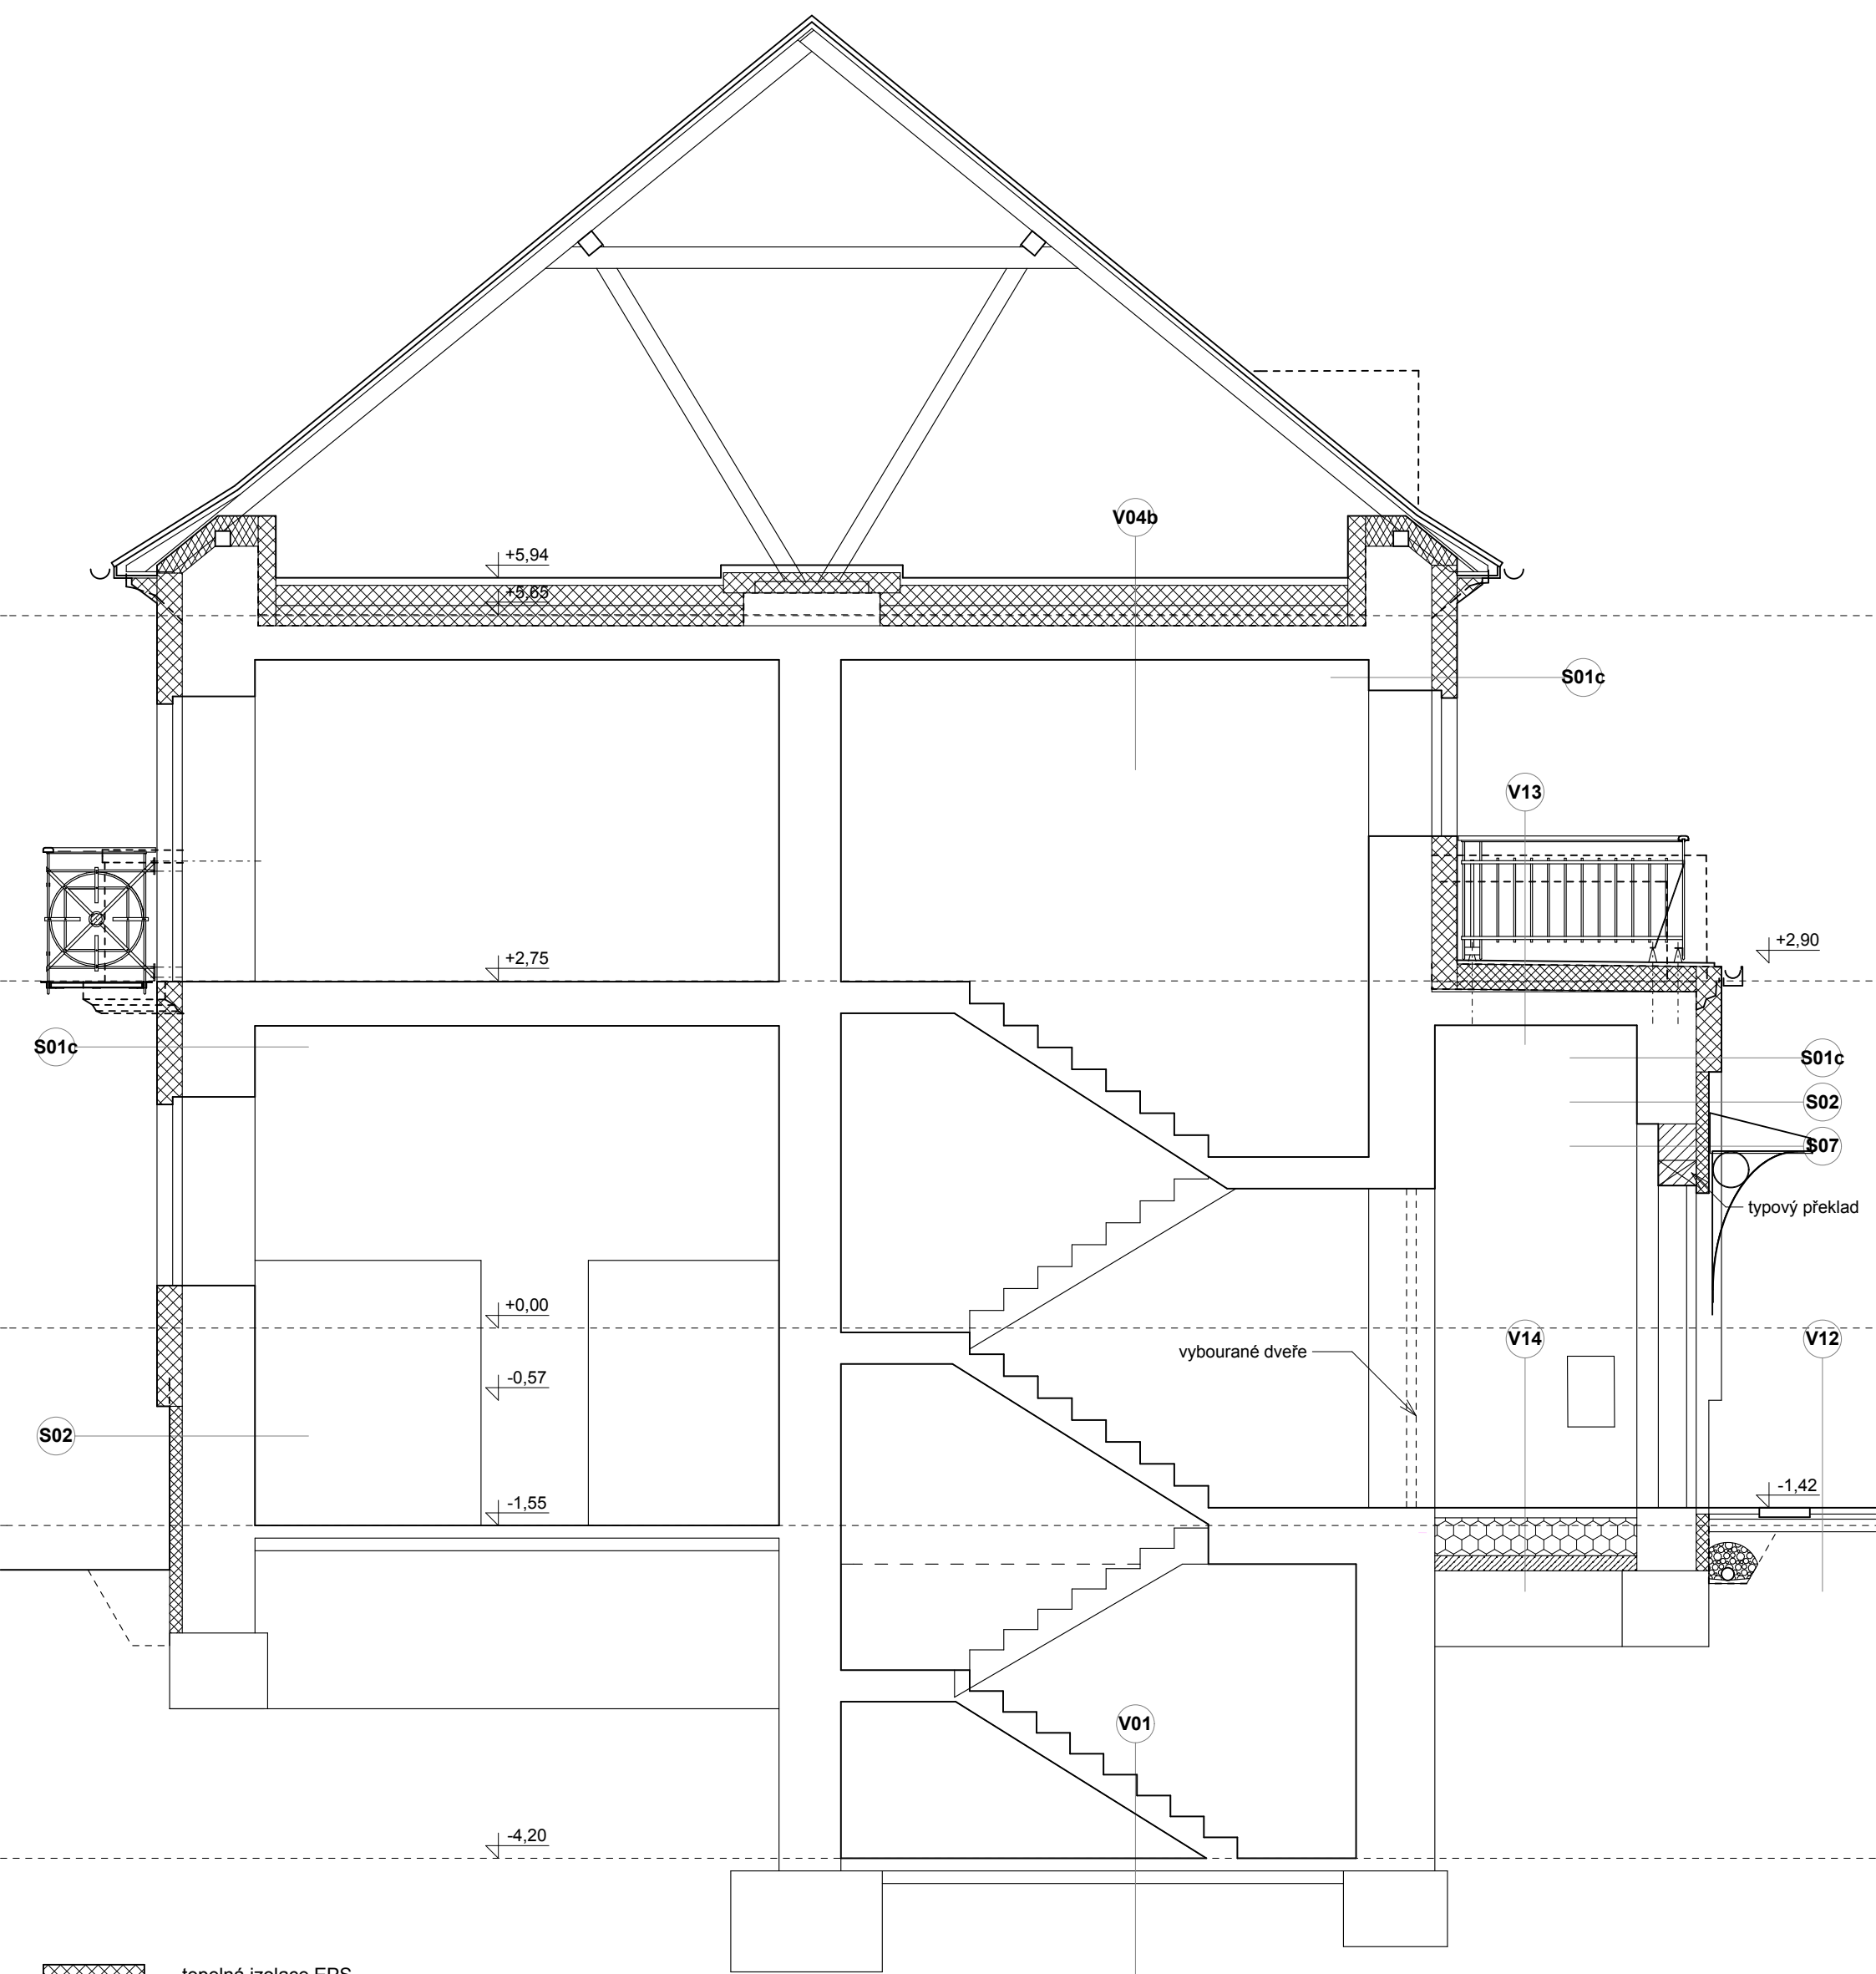 V04b
+5,94
+5,65
S01c
V13
+2,90
+2,75
S01c
S01c
S02
S07
typový překlad
+0,00
V14
V12
vybourané dveře
-0,57
S02
-1,42
-1,55
V01
-4,20
tepelná izolace EPS